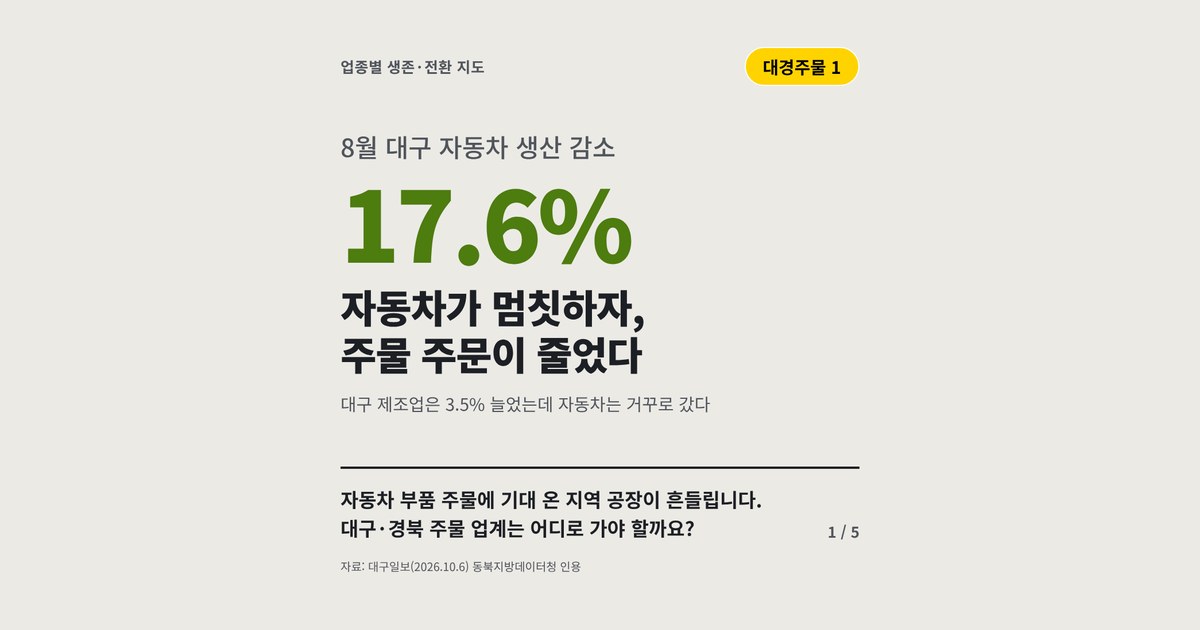 업종별 생존·전환 지도
대경주물 1
8월 대구 자동차 생산 감소
17.6%
자동차가 멈칫하자,
주물 주문이 줄었다
대구 제조업은 3.5% 늘었는데 자동차는 거꾸로 갔다
자동차 부품 주물에 기대 온 지역 공장이 흔들립니다.
대구·경북 주물 업계는 어디로 가야 할까요?
1 / 5
자료: 대구일보(2026.10.6) 동북지방데이터청 인용